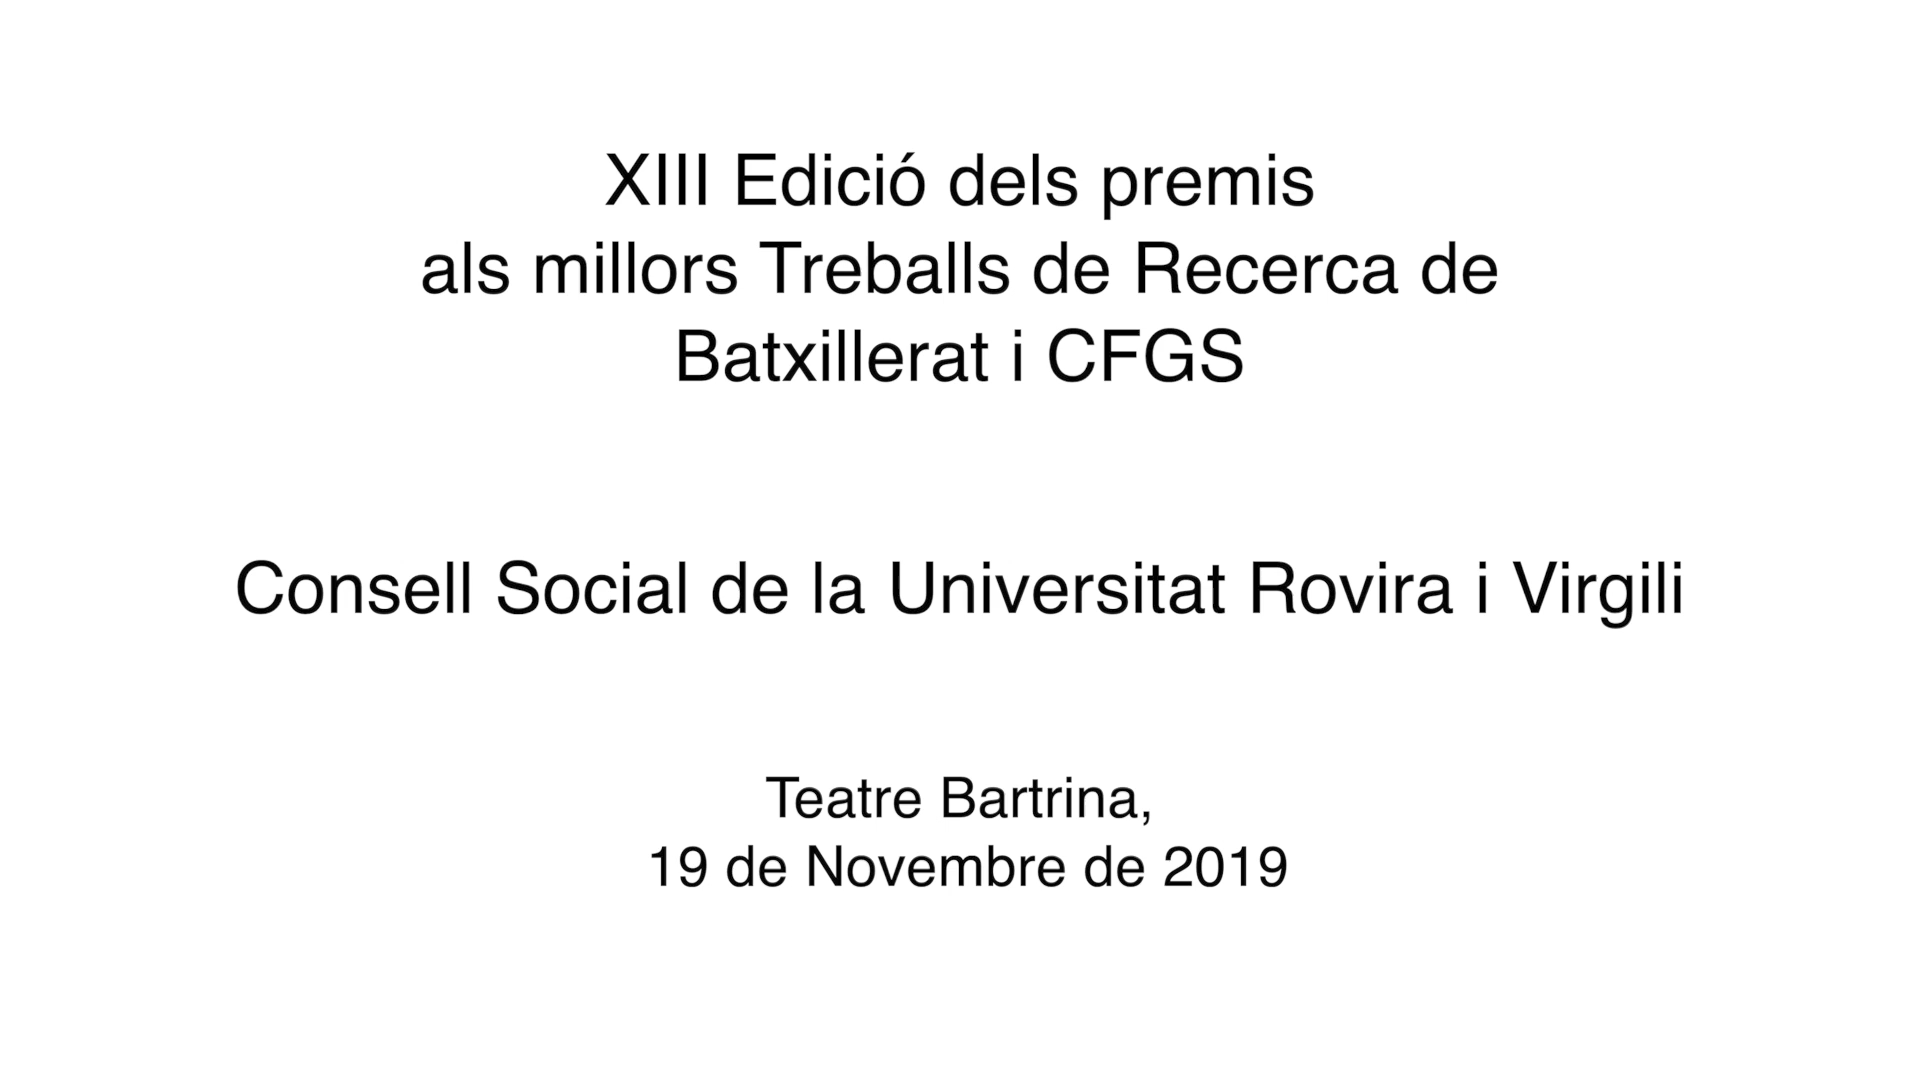 XIII Edició dels premis
als millors Treballs de Recerca de
Batxillerat i CFGS
Consell Social de la Universitat Rovira i Virgili
Teatre Bartrina,
19 de Novembre de 2019